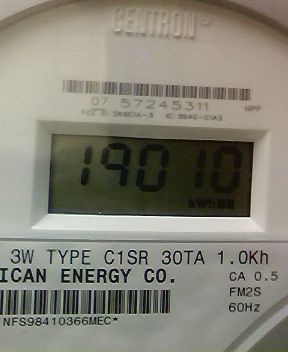 CENTRON
07 57245311
19010
kWh
3W TYPE C1SR 30TA 1.0Kh
ICAN ENERGY CO.
CA 0.5
FM2S
60Hz
NFS98410366MEC*